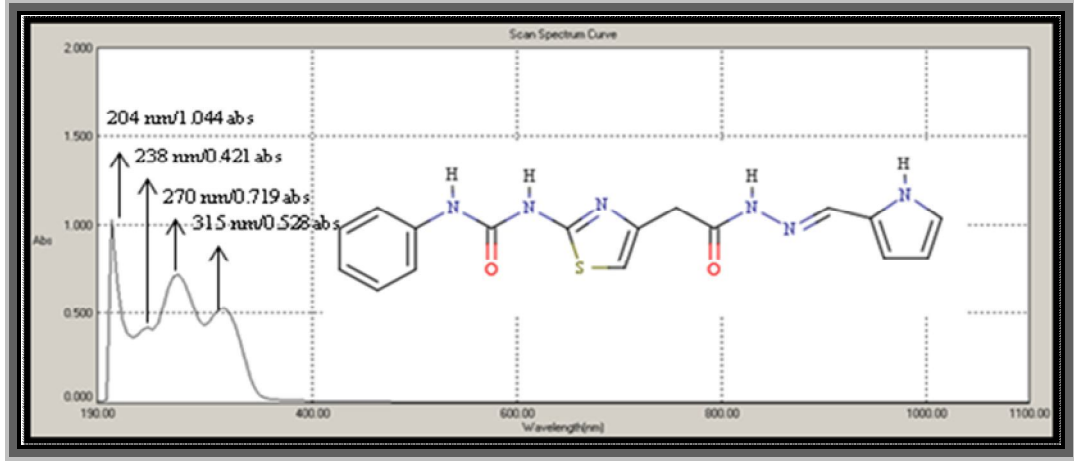 Scan Spectrum Curve
2.000
204 nm/1.044 abs
1.500
238 nm/0.421 abs
270 nm/0.719 abs
315 nm/0.528 abs
1.000
Abs
0.500
0.000
H
H
H
H
N
N
N
N
N
N
O
S
O
190.00 400.00 600.00 800.00 1000.00 1100.00
Wavelength(nm)